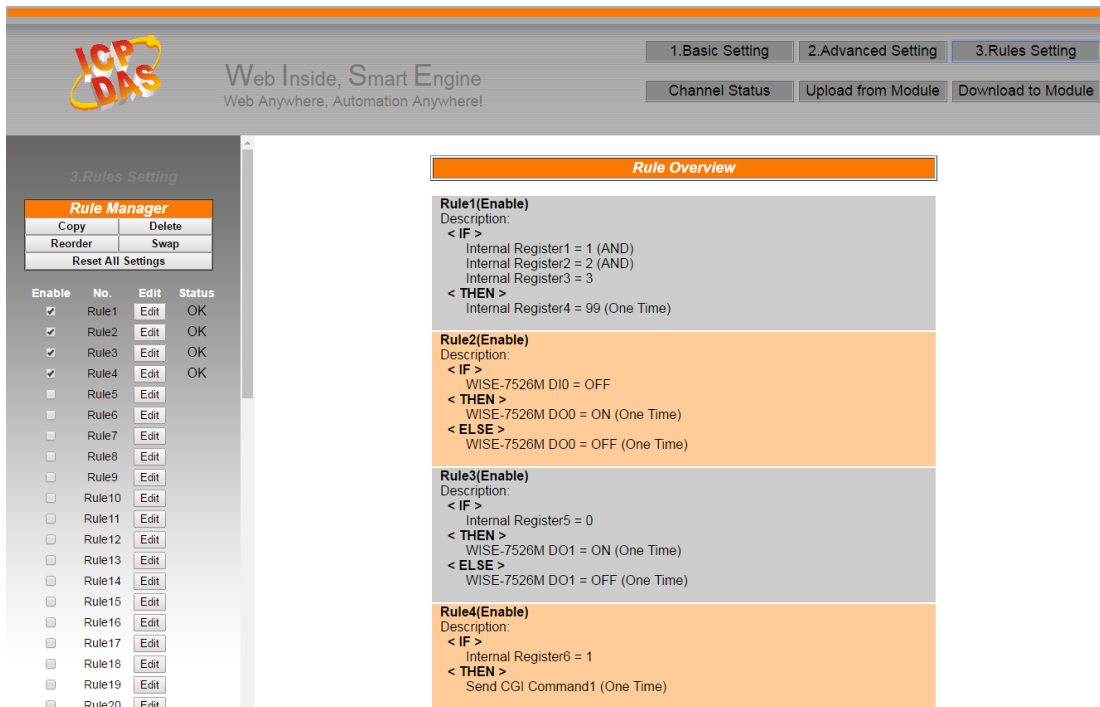 ICP
DAS
Web Inside, Smart Engine
Web Anywhere, Automation Anywhere!
1.Basic Setting
2.Advanced Setting
3.Rules Setting
Channel Status
Upload from Module
Download to Module
3.Rules Setting
Rule Manager
Copy Delete
Reorder Swap
Reset All Settings
Enable No. Edit Status
Rule1 Edit OK
Rule2 Edit OK
Rule3 Edit OK
Rule4 Edit OK
Rule5 Edit
Rule6 Edit
Rule7 Edit
Rule8 Edit
Rule9 Edit
Rule10 Edit
Rule11 Edit
Rule12 Edit
Rule13 Edit
Rule14 Edit
Rule15 Edit
Rule16 Edit
Rule17 Edit
Rule18 Edit
Rule19 Edit
Rule20 Edit
Rule Overview
Rule1(Enable)
Description:
< IF >
Internal Register1 = 1 (AND)
Internal Register2 = 2 (AND)
Internal Register3 = 3
< THEN >
Internal Register4 = 99 (One Time)
Rule2(Enable)
Description:
< IF >
WISE-7526M DI0 = OFF
< THEN >
WISE-7526M DO0 = ON (One Time)
< ELSE >
WISE-7526M DO0 = OFF (One Time)
Rule3(Enable)
Description:
< IF >
Internal Register5 = 0
< THEN >
WISE-7526M DO1 = ON (One Time)
< ELSE >
WISE-7526M DO1 = OFF (One Time)
Rule4(Enable)
Description:
< IF >
Internal Register6 = 1
< THEN >
Send CGI Command1 (One Time)